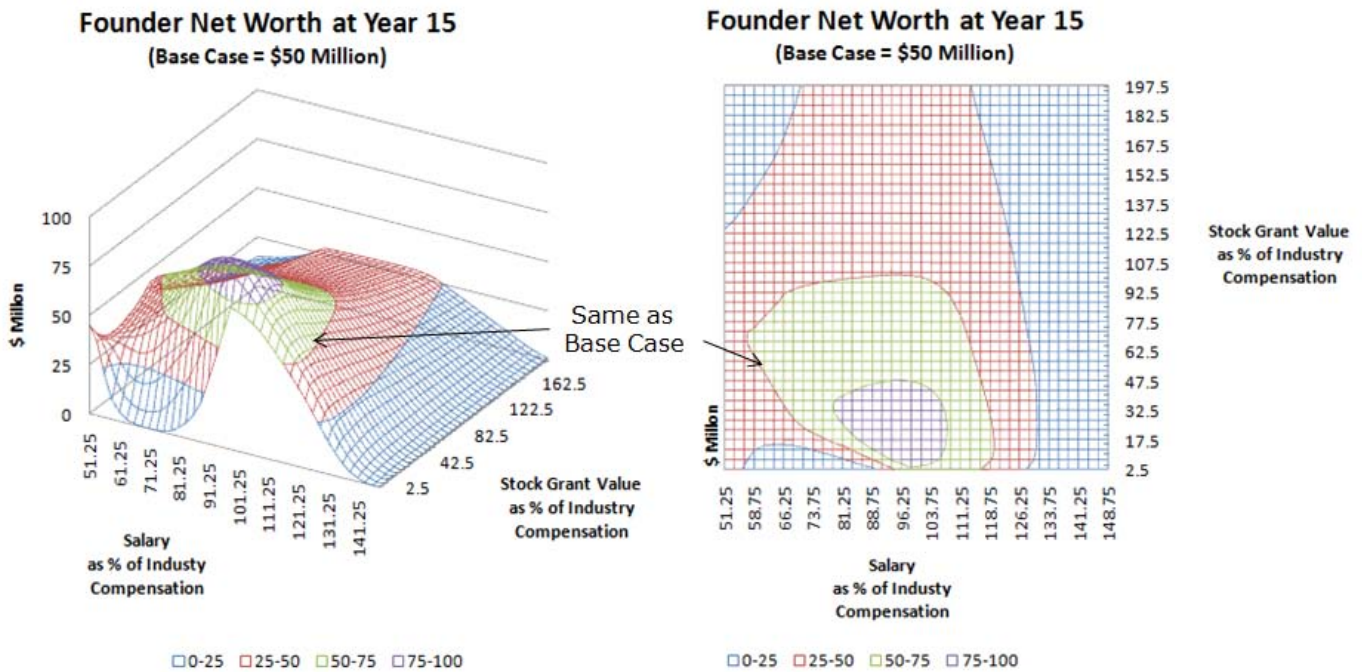 Founder Net Worth at Year 15
(Base Case = $50 Million)
100
75
50
25
0
$ Millon
51.25
61.25
71.25
81.25
91.25
101.25
111.25
121.25
131.25
141.25
Salary
as % of Industy
Compensation
2.5
42.5
82.5
122.5
162.5
Stock Grant Value
as % of Industry
Compensation
0-25 25-50 50-75 75-100
Same as
Base Case
Founder Net Worth at Year 15
(Base Case = $50 Million)
197.5
182.5
167.5
152.5
137.5
122.5
107.5
92.5
77.5
62.5
47.5
32.5
17.5
2.5
Stock Grant Value
as % of Industry
Compensation
$ Millon
51.25
58.75
66.25
73.75
81.25
88.75
96.25
103.75
111.25
118.75
126.25
133.75
141.25
148.75
Salary
as % of Industy
Compensation
0-25 25-50 50-75 75-100